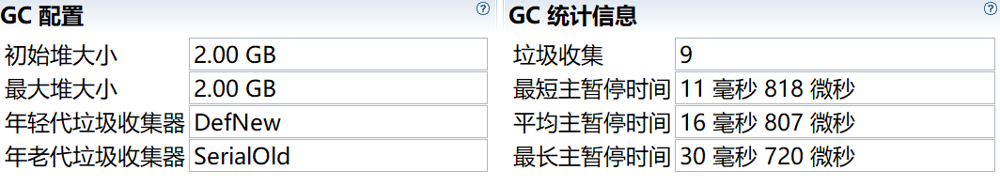 GC 配置
初始堆大小 2.00 GB
最大堆大小 2.00 GB
年轻代垃圾收集器 DefNew
年老代垃圾收集器 SerialOld
GC 统计信息
垃圾收集 9
最短主暂停时间 11 毫秒 818 微秒
平均主暂停时间 16 毫秒 807 微秒
最长主暂停时间 30 毫秒 720 微秒